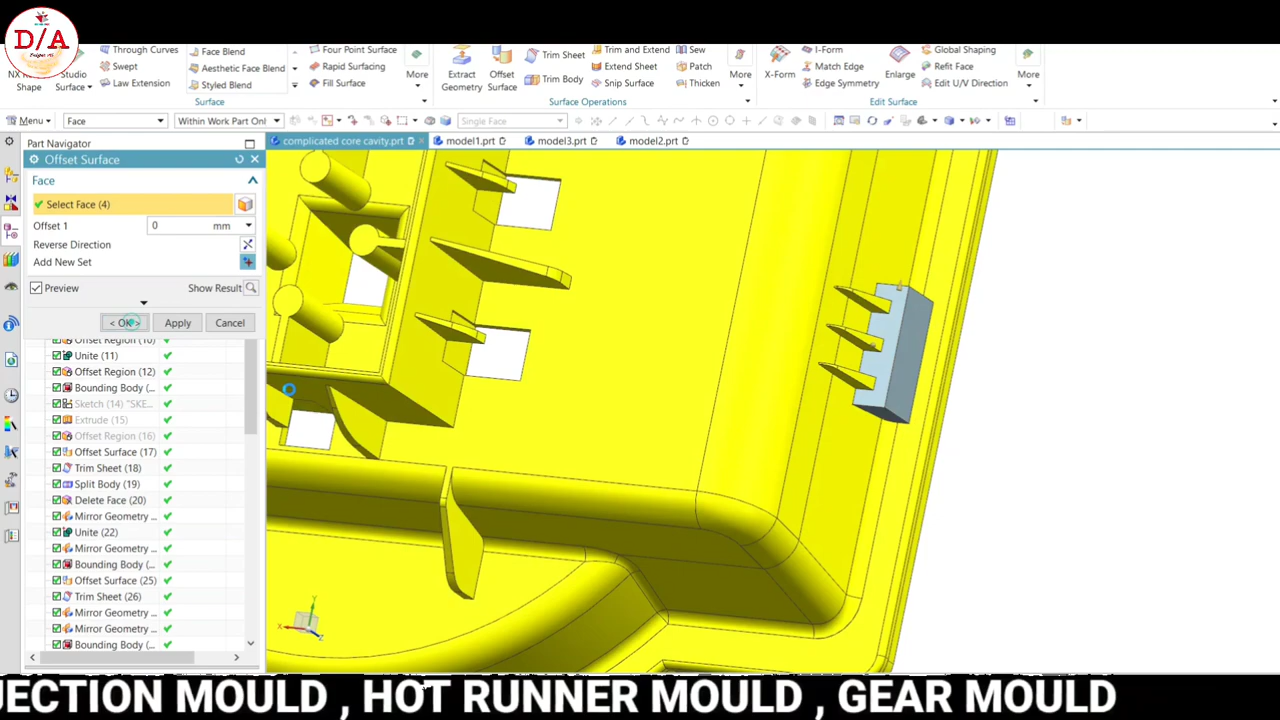 D/A
Through Curves
Swept
Law Extension
NX
Shape
Studio
Surface
Face Blend
Aesthetic Face Blend
Styled Blend
Four Point Surface
Rapid Surfacing
Fill Surface
More
Surface
Extract
Geometry
Offset
Surface
Trim Sheet
Trim Body
Trim and Extend
Extend Sheet
Snip Surface
Sew
Patch
Thicken
More
Surface Operations
X-Form
I-Form
Match Edge
Edge Symmetry
Enlarge
Global Shaping
Refit Face
Edit U/V Direction
More
Edit Surface
Menu
Face
Within Work Part Onl
Single Face
Part Navigator
complicated core cavity.prt
model1.prt
model3.prt
model2.prt
Offset Surface
Face
Select Face (4)
Offset 1
0
mm
Reverse Direction
Add New Set
Preview
Show Result
< OK >
Apply
Cancel
Offset Region (10)
Unite (11)
Offset Region (12)
Bounding Body (...
Sketch (14) "SKE...
Extrude (15)
Offset Region (16)
Offset Surface (17)
Trim Sheet (18)
Split Body (19)
Delete Face (20)
Mirror Geometry ...
Unite (22)
Mirror Geometry ...
Bounding Body (...
Offset Surface (25)
Trim Sheet (26)
Mirror Geometry ...
Mirror Geometry ...
Bounding Body (...
Y
X
Z
JECTION MOULD , HOT RUNNER MOULD , GEAR MOULD